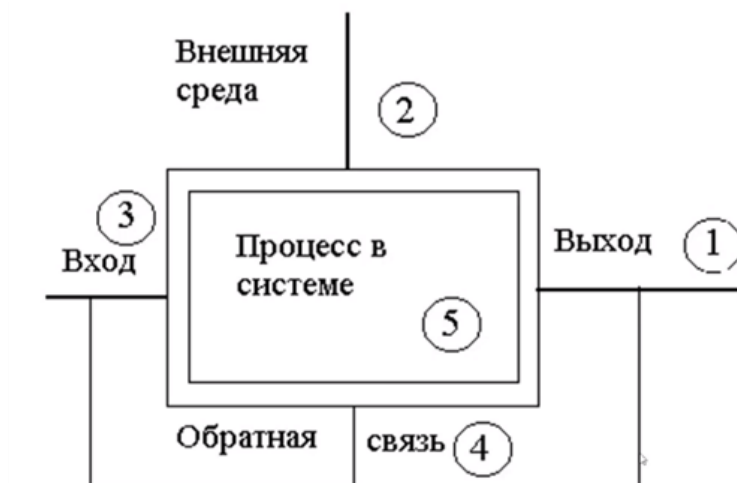 Внешняя
среда
2
3
Вход
Процесс в
системе
5
Выход
1
Обратная связь
4